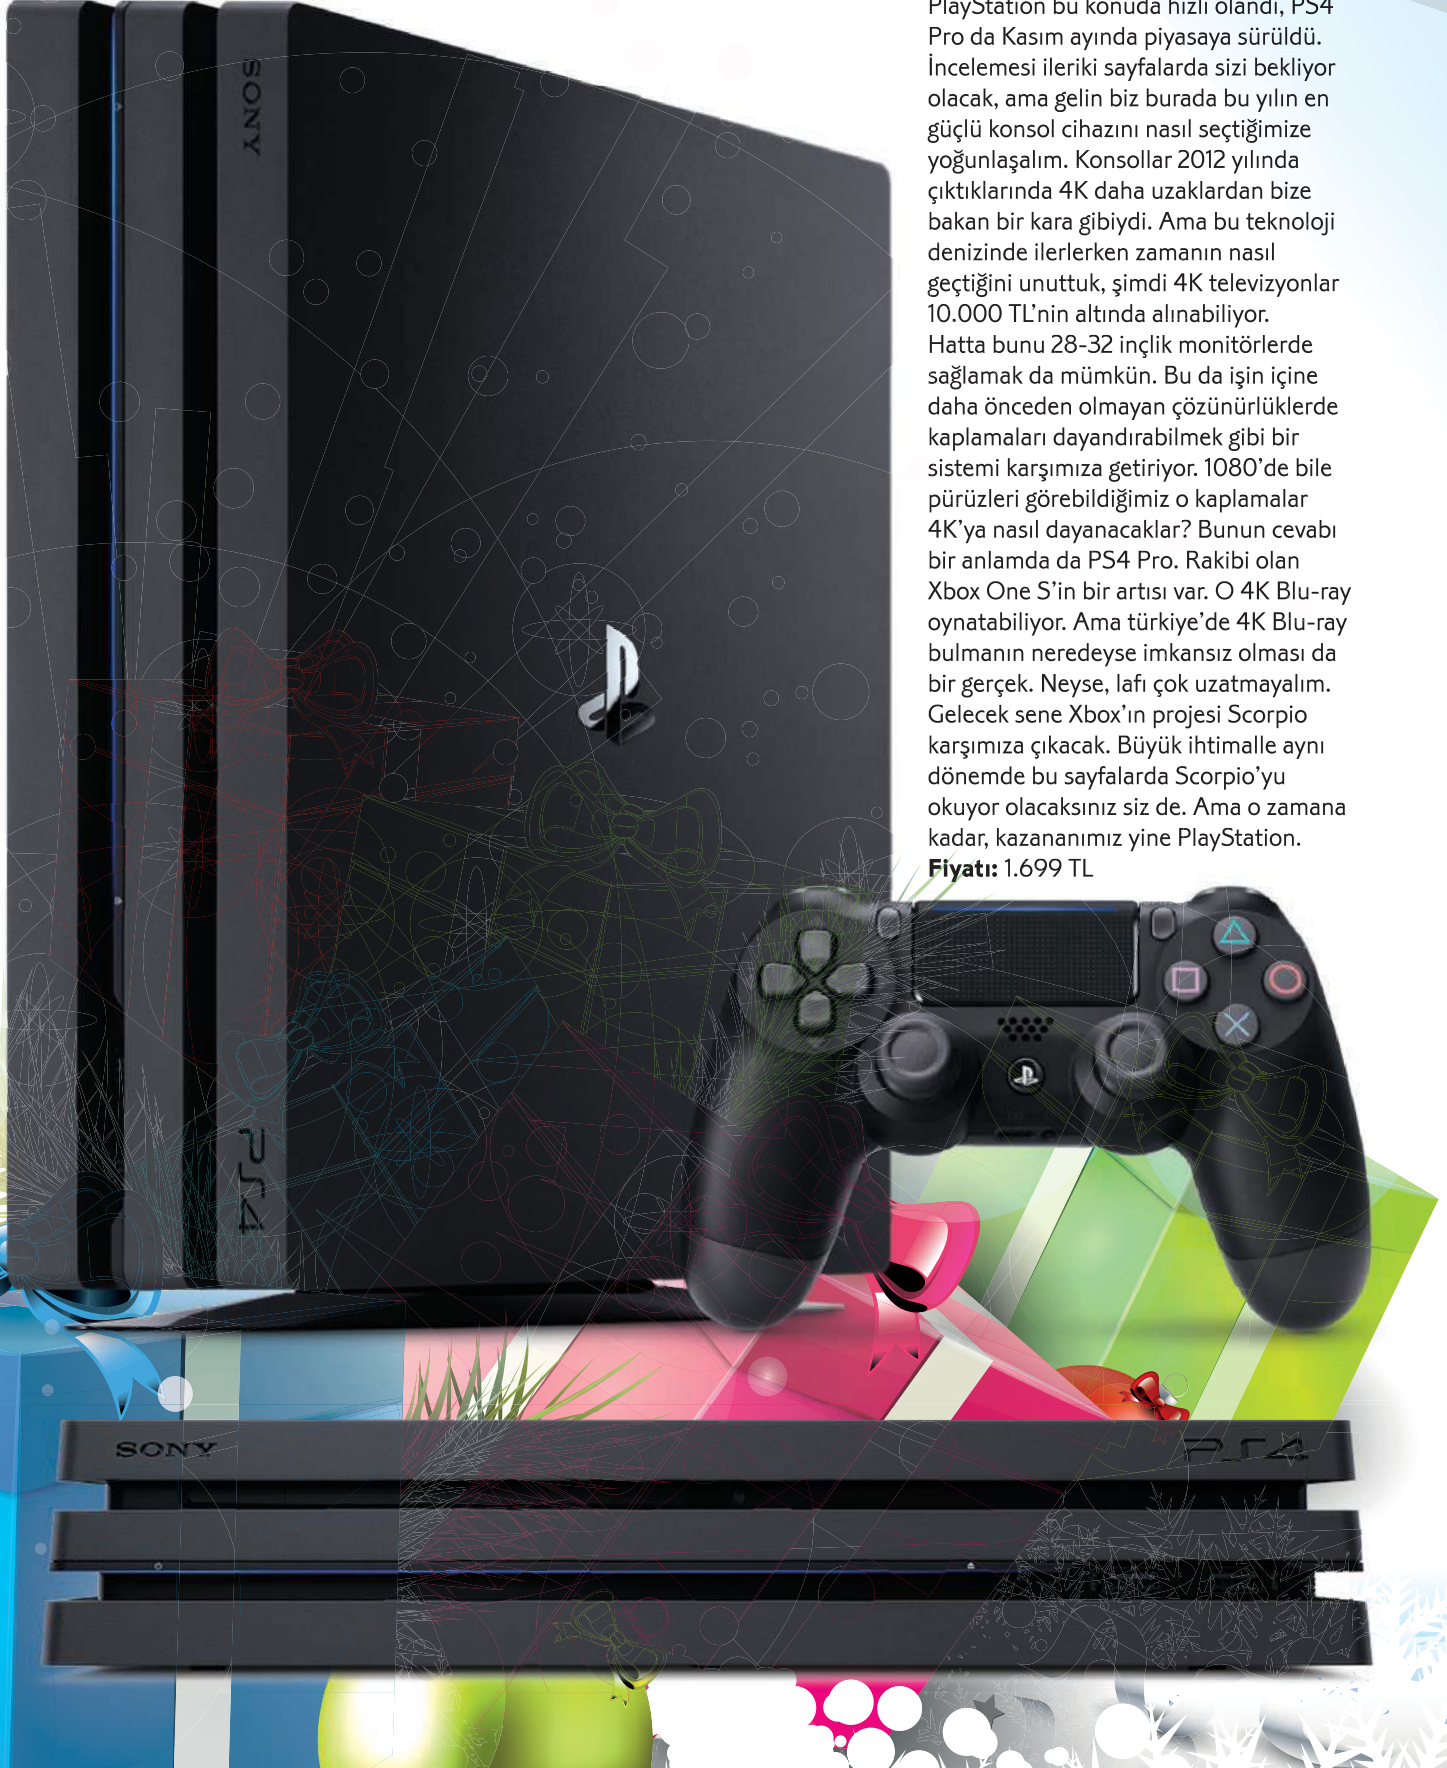 PlayStation bu konuda hızlı olandı, PS4
Pro da Kasım ayında piyasaya sürüldü.
İncelemesi ileriki sayfalarda sizi bekliyor
olacak, ama gelin biz burada bu yılın en
güçlü konsol cihazını nasıl seçtiğimize
yoğunlaşalım. Konsollar 2012 yılında
çıktıklarında 4K daha uzaklardan bize
bakan bir kara gibiydi. Ama bu teknoloji
denizinde ilerlerken zamanın nasıl
geçtiğini unuttuk, şimdi 4K televizyonlar
10.000 TL’nin altında alınabiliyor.
Hatta bunu 28-32 inçlik monitörlerde
sağlamak da mümkün. Bu da işin içine
daha önceden olmayan çözünürlüklerde
kaplamaları dayandırabilmek gibi bir
sistemi karşımıza getiriyor. 1080’de bile
pürüzleri görebildiğimiz o kaplamalar
4K’ya nasıl dayanacaklar? Bunun cevabı
bir anlamda da PS4 Pro. Rakibi olan
Xbox One S’in bir artısı var. O 4K Blu-ray
oynatabiliyor. Ama türkiye’de 4K Blu-ray
bulmanın neredeyse imkansız olması da
bir gerçek. Neyse, lafı çok uzatmayalım.
Gelecek sene Xbox’ın projesi Scorpio
karşımıza çıkacak. Büyük ihtimalle aynı
dönemde bu sayfalarda Scorpio’yu
okuyor olacaksınız siz de. Ama o zamana
kadar, kazananımız yine PlayStation.
Fiyatı: 1.699 TL
SONY
PS4
SONY
PS4